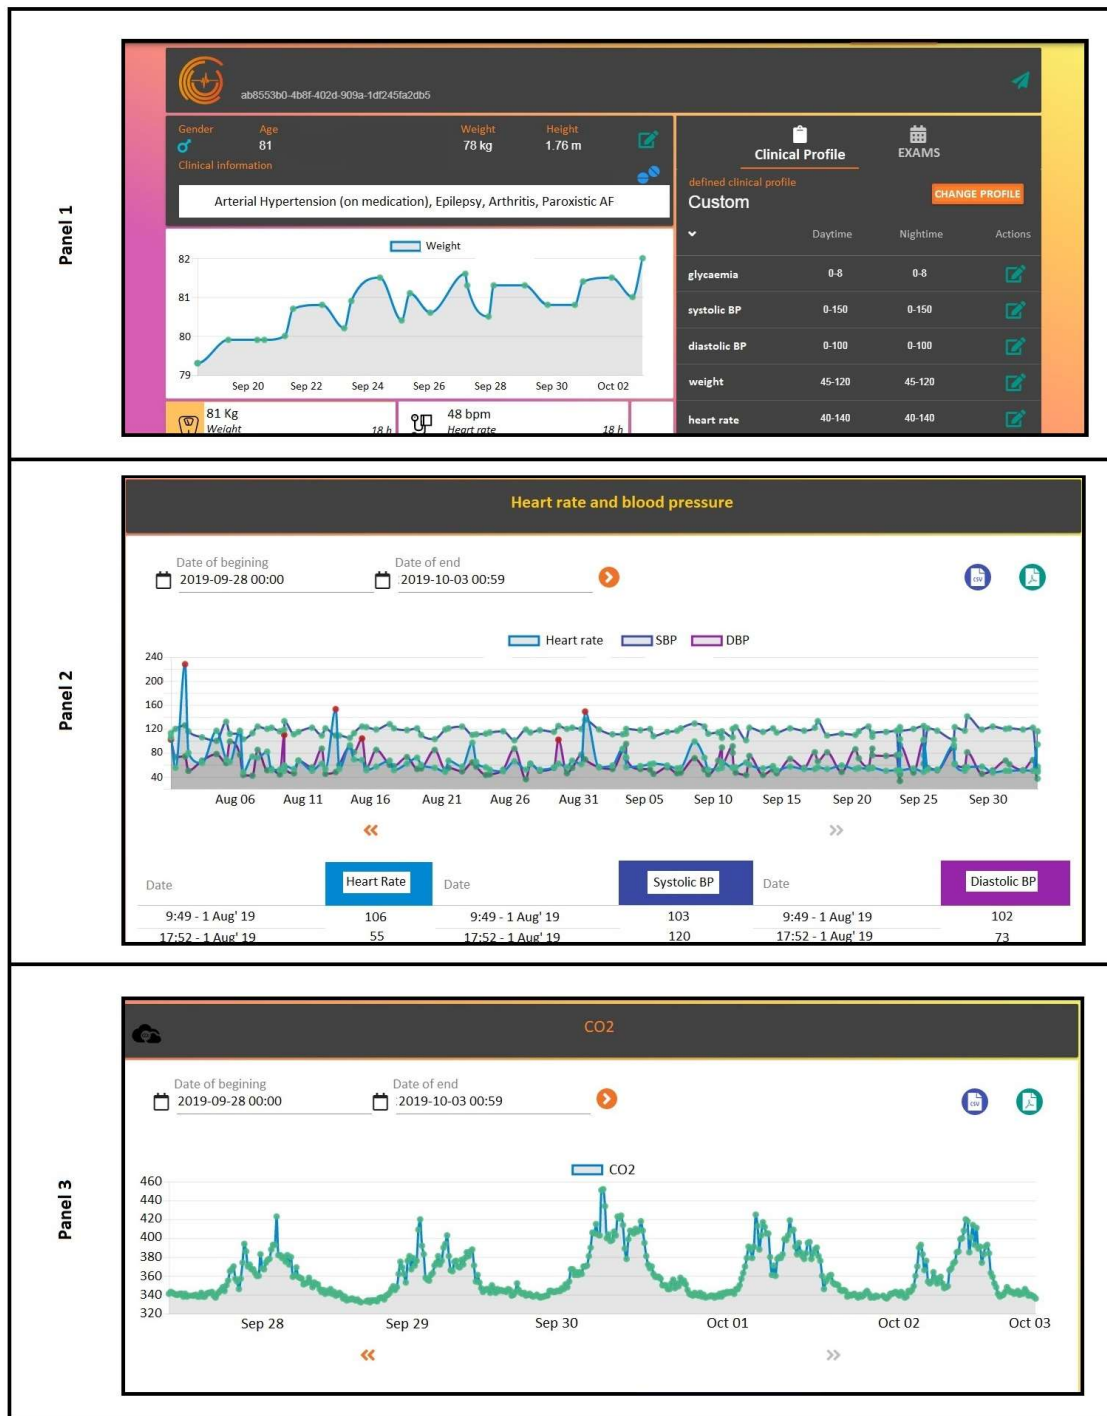 Panel 1
ab8553b0-4b8f-402d-909a-1df245fa2db5
Gender Age Weight Height
81 78 kg 1.76 m
Clinical information
Arterial Hypertension (on medication), Epilepsy, Arthritis, Paroxistic AF
Weight
82
81
80
79
Sep 20 Sep 22 Sep 24 Sep 26 Sep 28 Sep 30 Oct 02
81 Kg
Weight 18 h
48 bpm
Heart rate 18 h
Clinical Profile EXAMS
defined clinical profile
Custom CHANGE PROFILE
Daytime Nightime Actions
glycaemia 0-8 0-8
systolic BP 0-150 0-150
diastolic BP 0-100 0-100
weight 45-120 45-120
heart rate 40-140 40-140
Panel 2
Heart rate and blood pressure
Date of begining Date of end
2019-09-28 00:00 2019-10-03 00:59
CSV
Heart rate SBP DBP
240
200
160
120
80
40
Aug 06 Aug 11 Aug 16 Aug 21 Aug 26 Aug 31 Sep 05 Sep 10 Sep 15 Sep 20 Sep 25 Sep 30
Date Heart Rate Date Systolic BP Date Diastolic BP
9:49 - 1 Aug' 19 106 9:49 - 1 Aug' 19 103 9:49 - 1 Aug' 19 102
17:52 - 1 Aug' 19 55 17:52 - 1 Aug' 19 120 17:52 - 1 Aug' 19 73
Panel 3
CO2
Date of begining Date of end
2019-09-28 00:00 2019-10-03 00:59
CSV
CO2
460
440
420
400
380
360
340
320
Sep 28 Sep 29 Sep 30 Oct 01 Oct 02 Oct 03